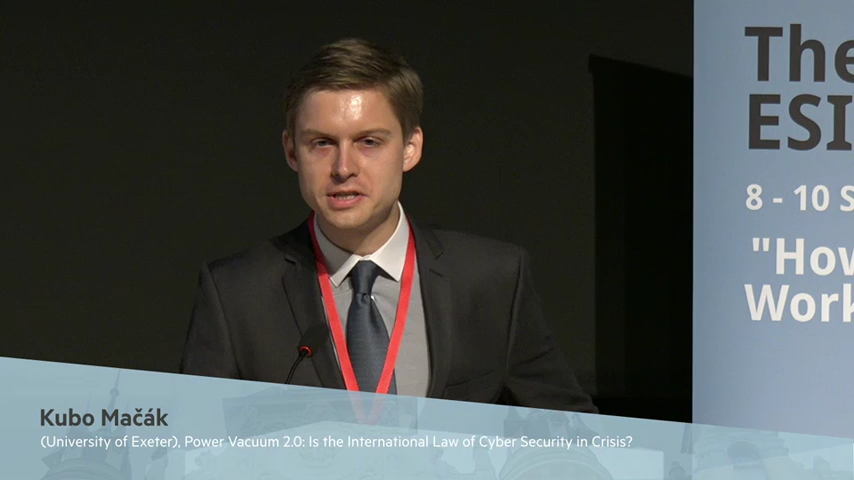 The
ESI
8 - 10 S
"How
Work
Kubo Mačák
(University of Exeter), Power Vacuum 2.0: Is the International Law of Cyber Security in Crisis?